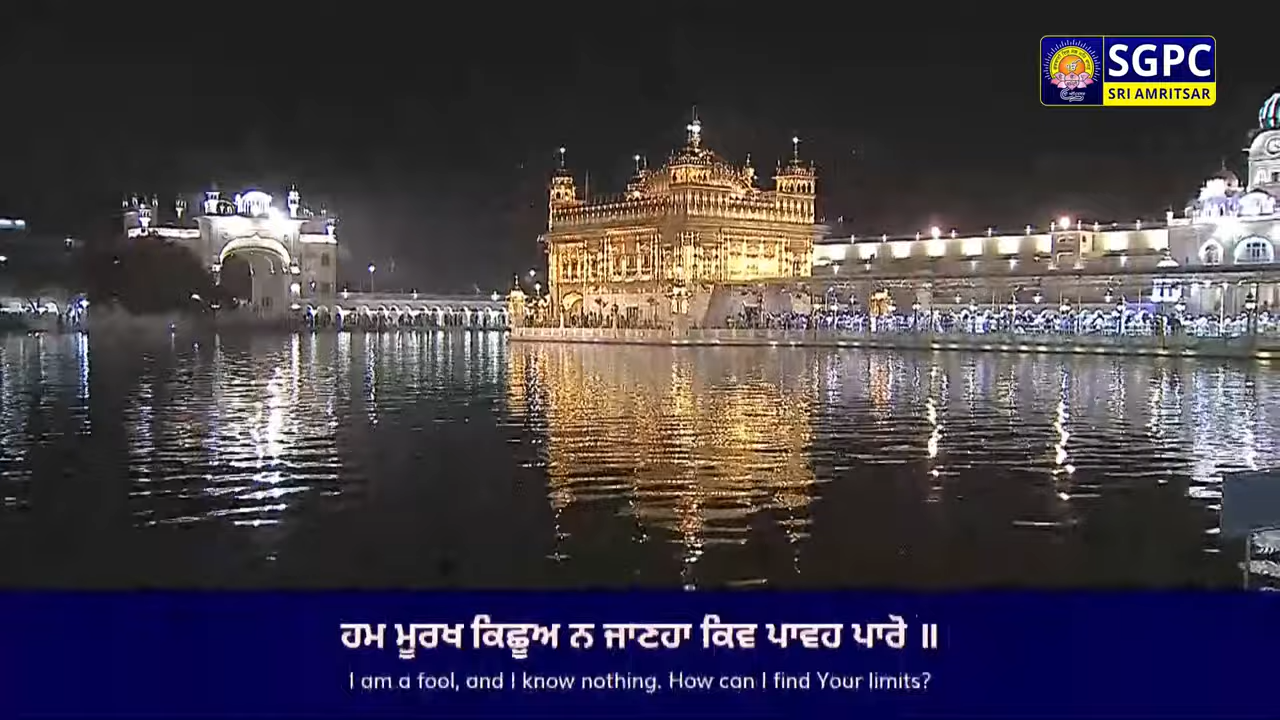 SGPC
SRI AMRITSAR
ਹਮ ਮੂਰਖ ਕਿਛੂਅ ਨ ਜਾਣਹਾ ਕਿਵ ਪਾਵਹ ਪਾਰੋ ॥
I am a fool, and I know nothing. How can I find Your limits?